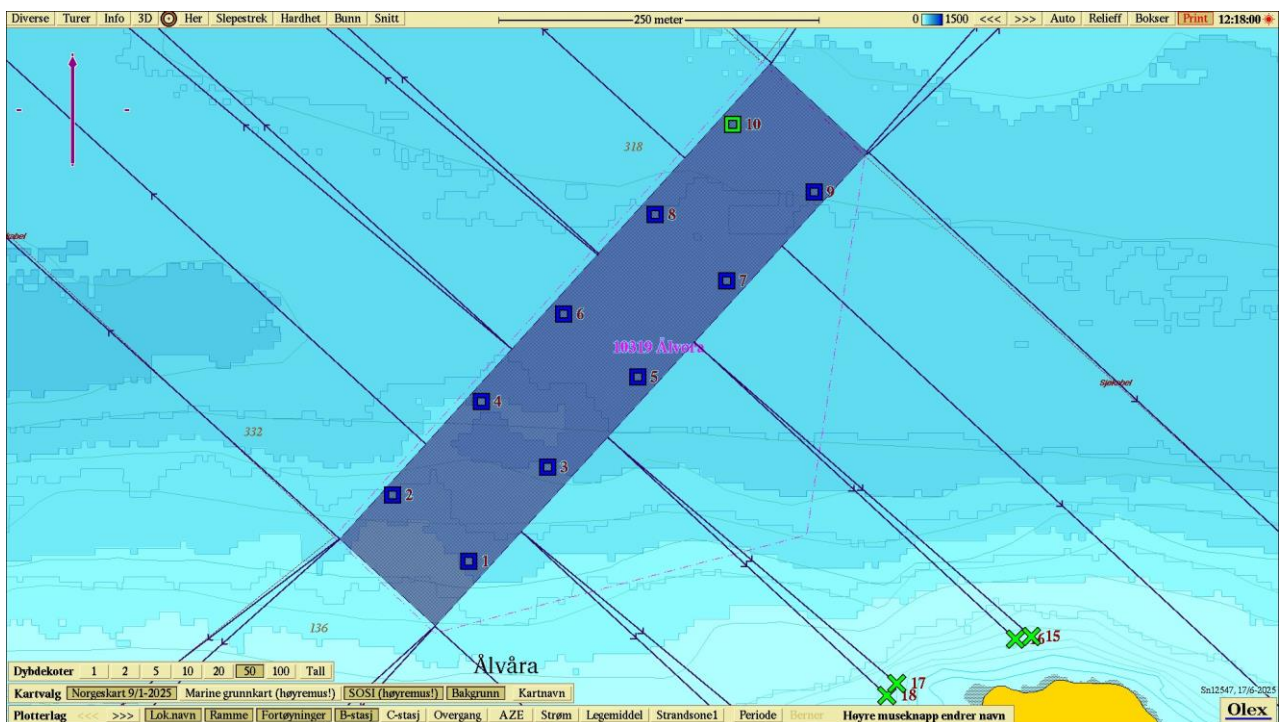 Diverse Turer Info 3D Her Slepestrek Hardhet Bunn Snitt 250 meter 0 1500 <<< >>> Auto Relieff Bokser Print 12:18:00
10
318
9
8
7
6
10319 Ålvøra
5
Sjøkabel
4
332
3
2
1
136
15
16
Ålvåra
17
18
Dybdekoter 1 2 5 10 20 50 100 Tall
Kartvalg Norgeskart 9/1-2025 Marine grunnkart (høyremus!) SOSI (høyremus!) Bakgrunn Kartnavn
Sn12547, 17/6-2025
Plotterlag <<< >>> Lok.navn Ramme Fortøyninger B-stasj C-stasj Overgang AZE Strøm Legemiddel Strandsone1 Periode Berner Høyre museknapp endrer navn Olex